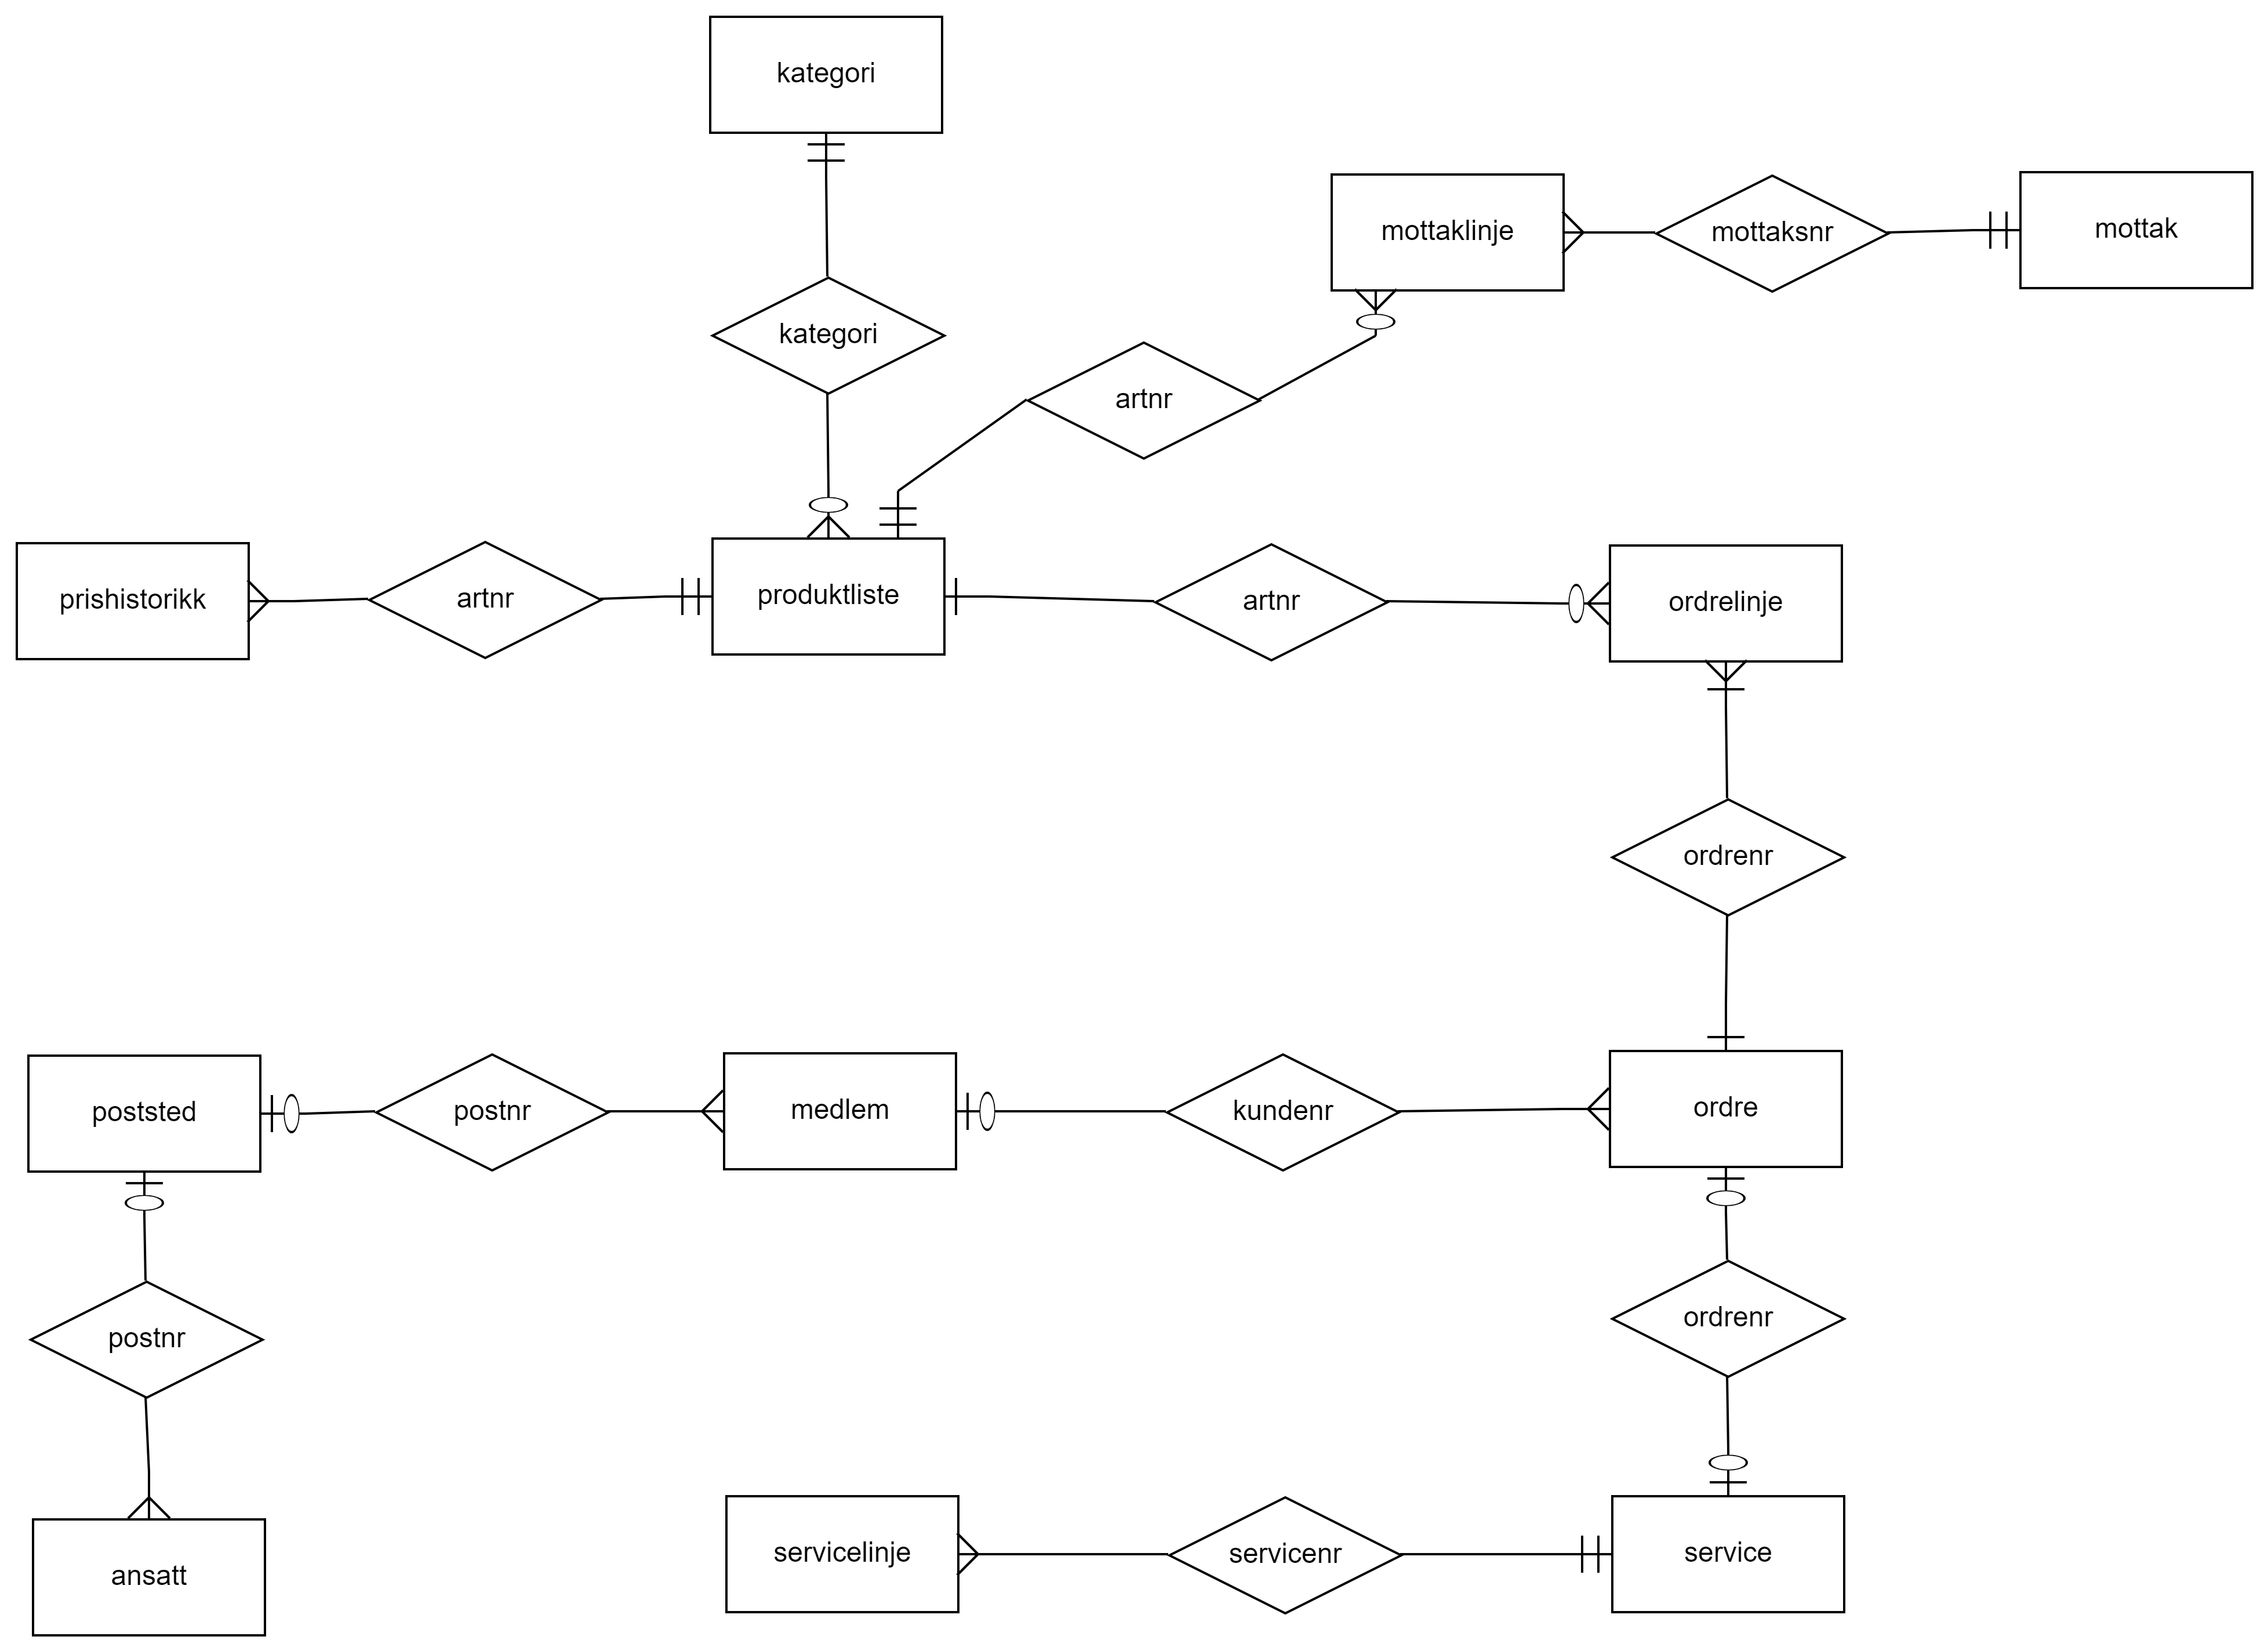 kategori
mottaklinje
mottaksnr
mottak
kategori
artnr
prishistorikk
artnr
produktliste
artnr
ordrelinje
ordrenr
poststed
postnr
medlem
kundenr
ordre
postnr
ordrenr
ansatt
servicelinje
servicenr
service